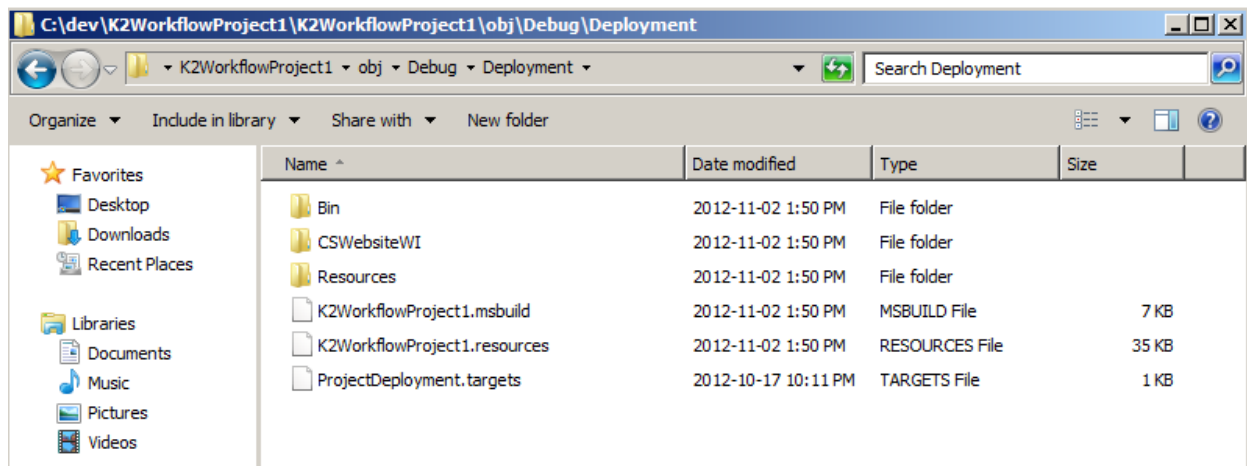 C:\dev\K2WorkflowProject1\K2WorkflowProject1\obj\Debug\Deployment
K2WorkflowProject1 obj Debug Deployment Search Deployment
Organize Include in library Share with New folder
Favorites
Desktop
Downloads
Recent Places
Libraries
Documents
Music
Pictures
Videos
Name Date modified Type Size
Bin 2012-11-02 1:50 PM File folder
CSWebsiteWI 2012-11-02 1:50 PM File folder
Resources 2012-11-02 1:50 PM File folder
K2WorkflowProject1.msbuild 2012-11-02 1:50 PM MSBUILD File 7 KB
K2WorkflowProject1.resources 2012-11-02 1:50 PM RESOURCES File 35 KB
ProjectDeployment.targets 2012-10-17 10:11 PM TARGETS File 1 KB